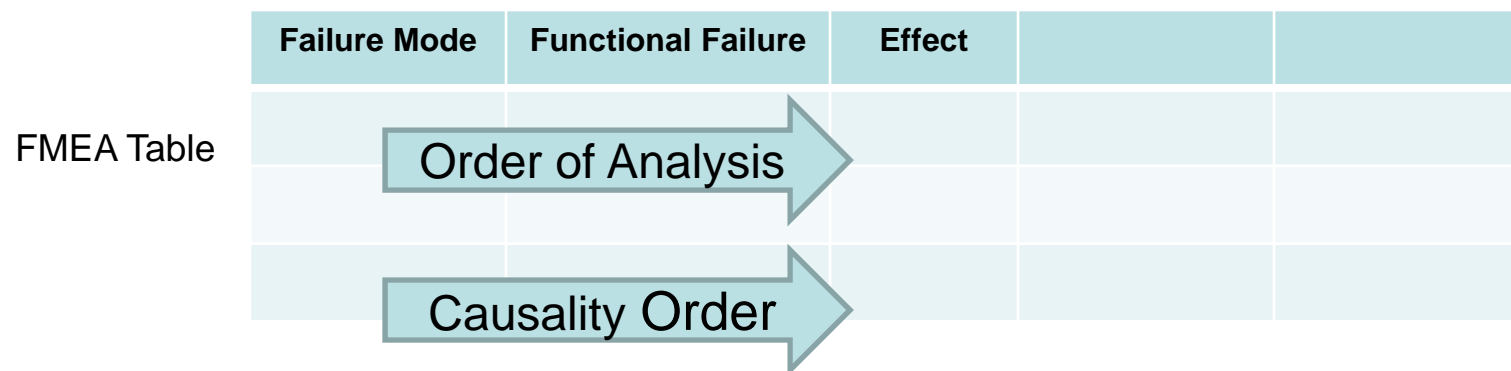 Failure Mode Functional Failure Effect
FMEA Table
Order of Analysis
Causality Order